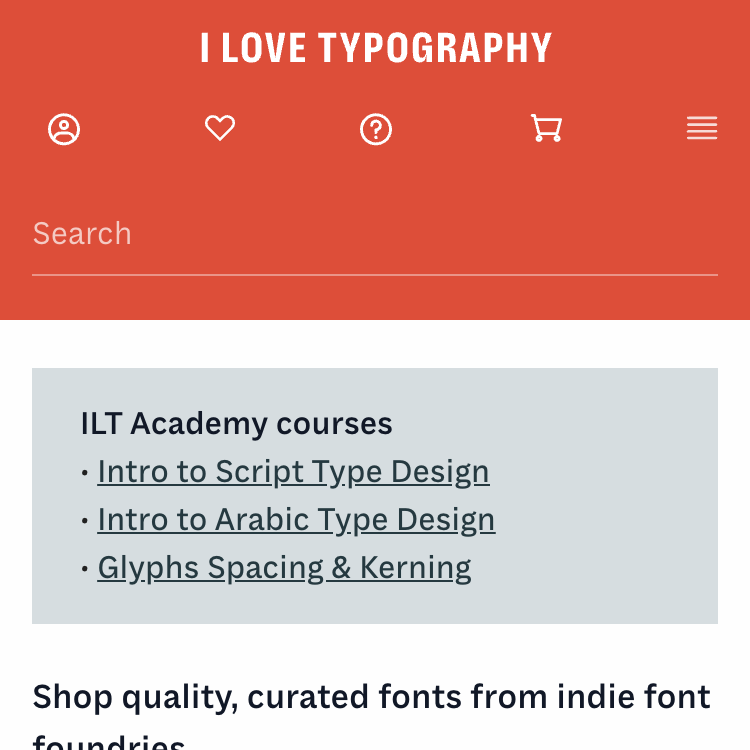 I LOVE TYPOGRAPHY
Search
ILT Academy courses
• Intro to Script Type Design
• Intro to Arabic Type Design
• Glyphs Spacing & Kerning
Shop quality, curated fonts from indie font
foundries